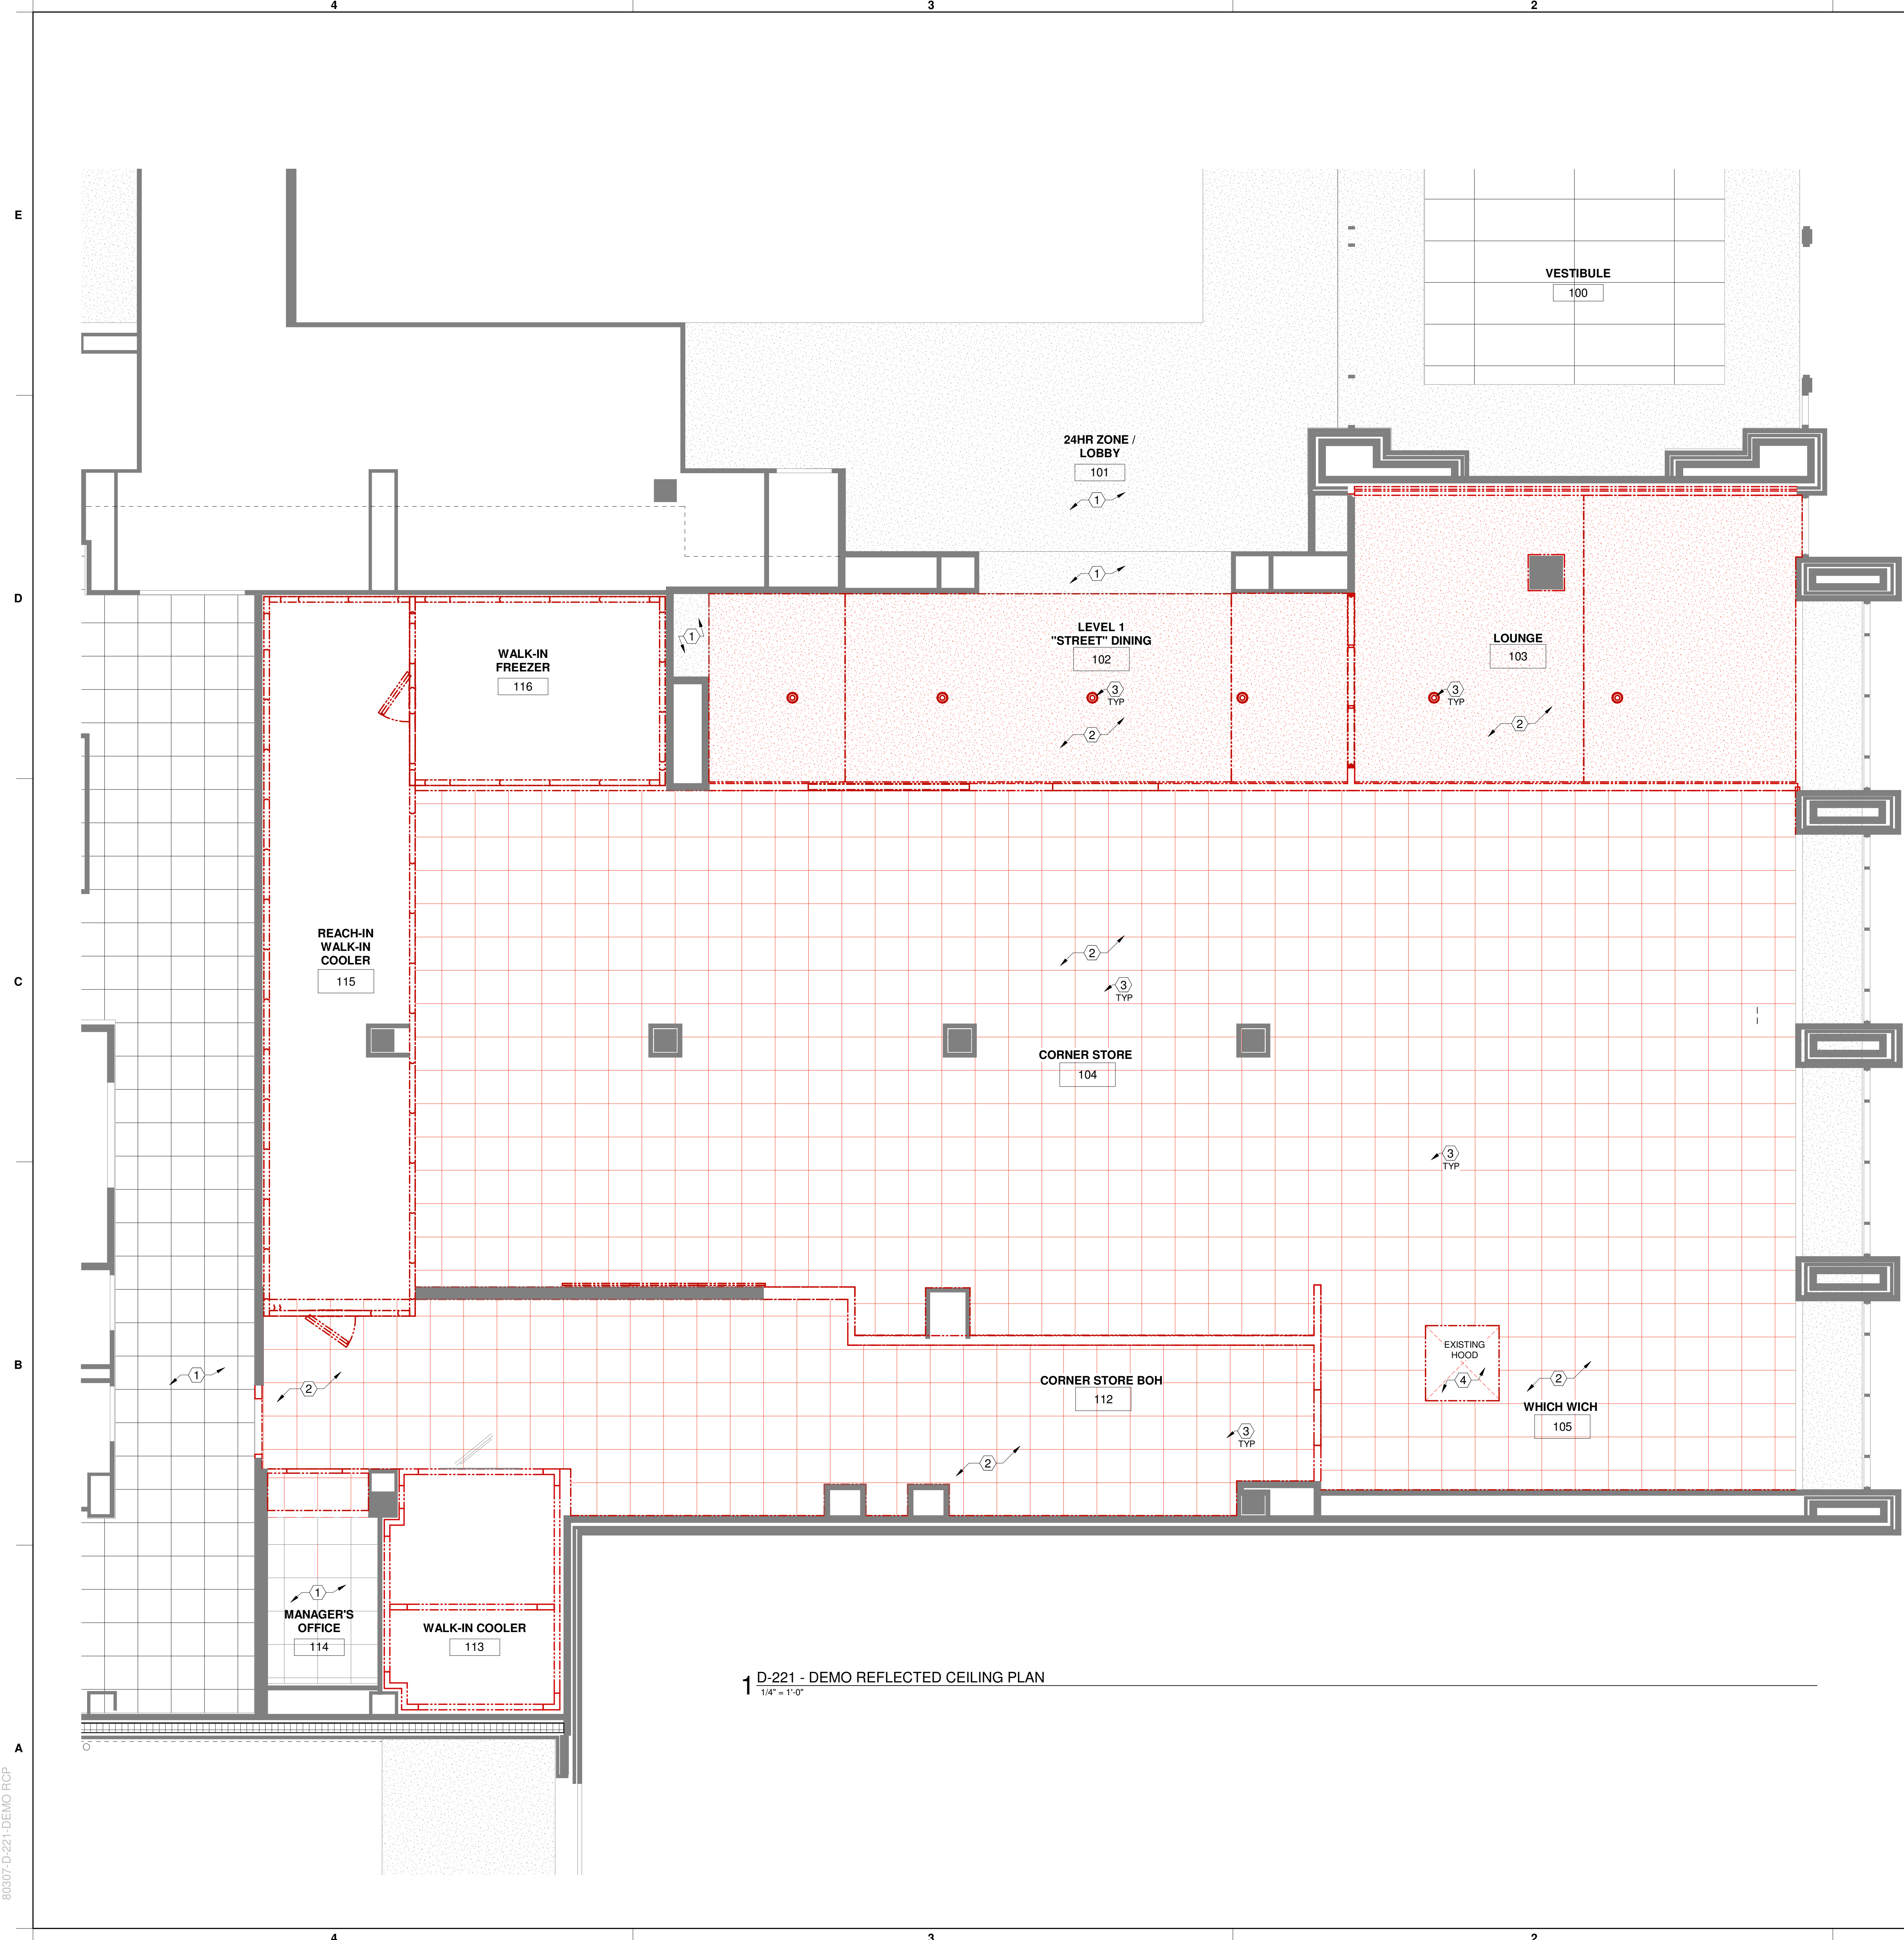 4 3 2
E
VESTIBULE
100
24HR ZONE /
LOBBY
101
1
1
D
LEVEL 1
"STREET" DINING
102
1
LOUNGE
103
WALK-IN
FREEZER
116
3
TYP
3
TYP
2
2
REACH-IN
WALK-IN
COOLER
115
2
C
3
TYP
CORNER STORE
104
3
TYP
EXISTING
HOOD
4
B
1
2
2
CORNER STORE BOH
112
WHICH WICH
105
3
TYP
2
1
MANAGER'S
OFFICE
114
WALK-IN COOLER
113
1 D-221 - DEMO REFLECTED CEILING PLAN
1/4" = 1'-0"
A
80307-D-221-DEMO RCP
4 3 2